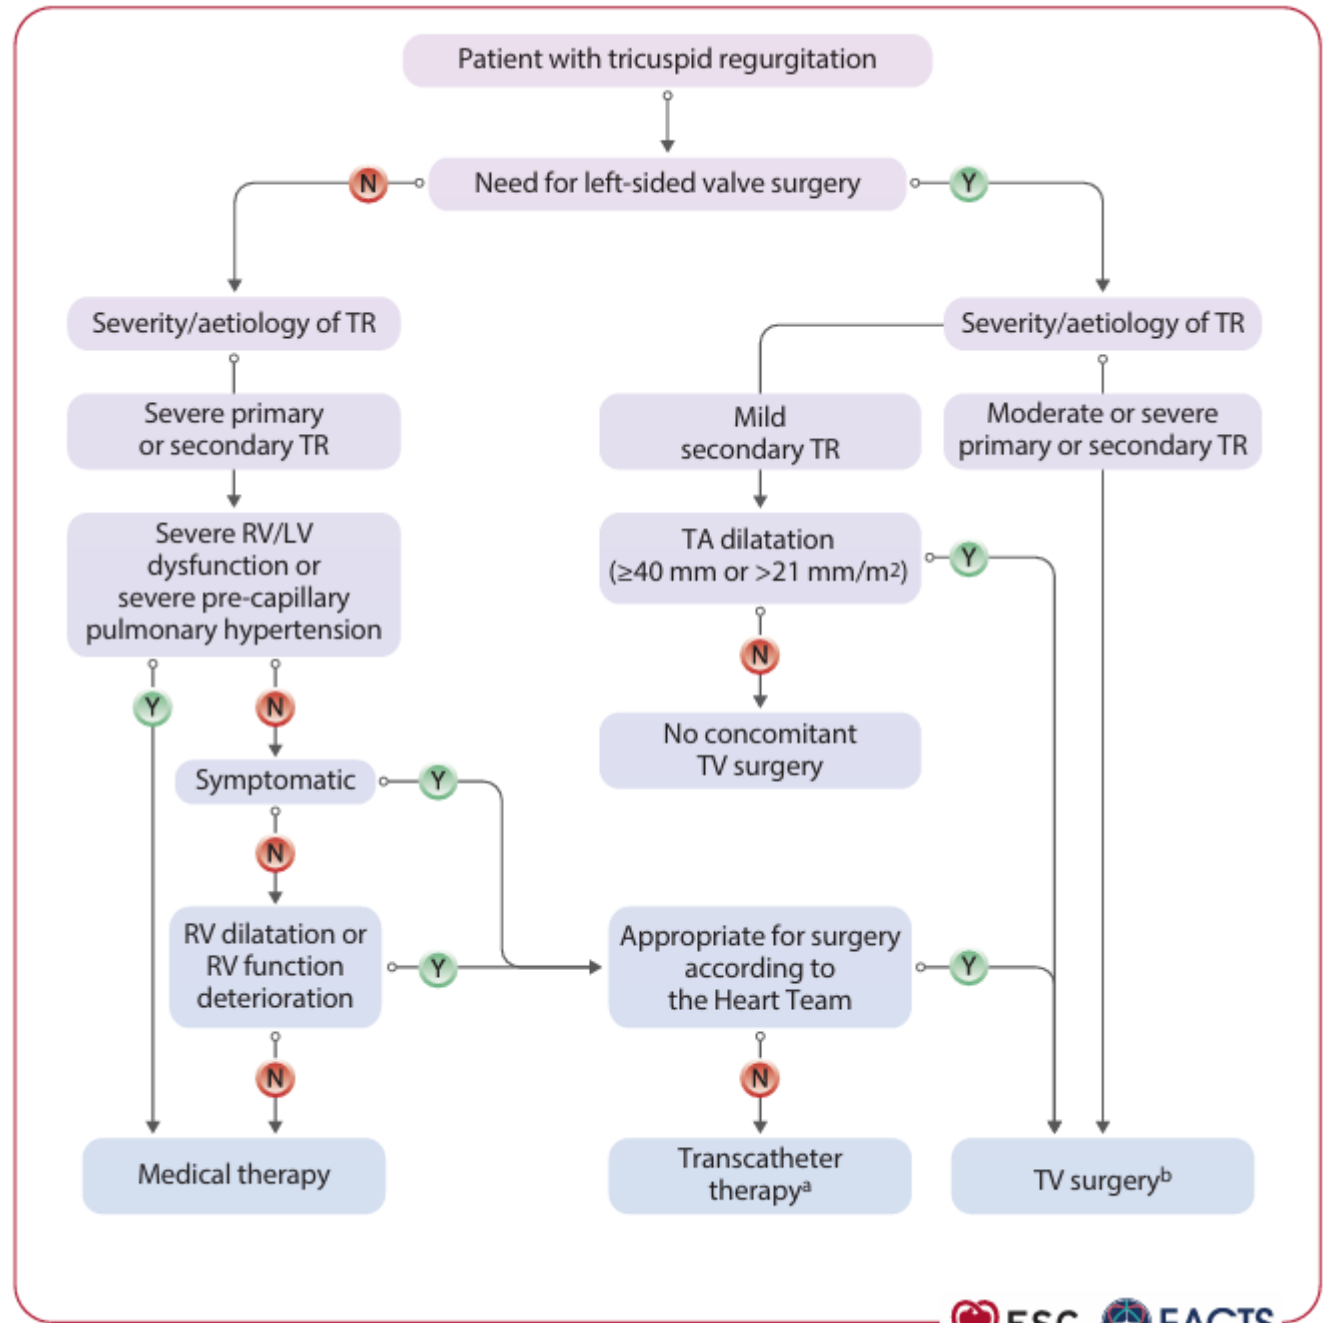 Patient with tricuspid regurgitation
N
Need for left-sided valve surgery
Y
Severity/aetiology of TR
Severity/aetiology of TR
Severe primary
or secondary TR
Mild
secondary TR
Moderate or severe
primary or secondary TR
Severe RV/LV
dysfunction or
severe pre-capillary
pulmonary hypertension
TA dilatation
(≥40 mm or >21 mm/m2)
Y
N
Y
N
No concomitant
TV surgery
Symptomatic
Y
N
RV dilatation or
RV function
deterioration
Y
Appropriate for surgery
according to
the Heart Team
Y
N
N
Medical therapy
Transcatheter
therapyᵃ
TV surgeryᵇ
ESC
EACTS